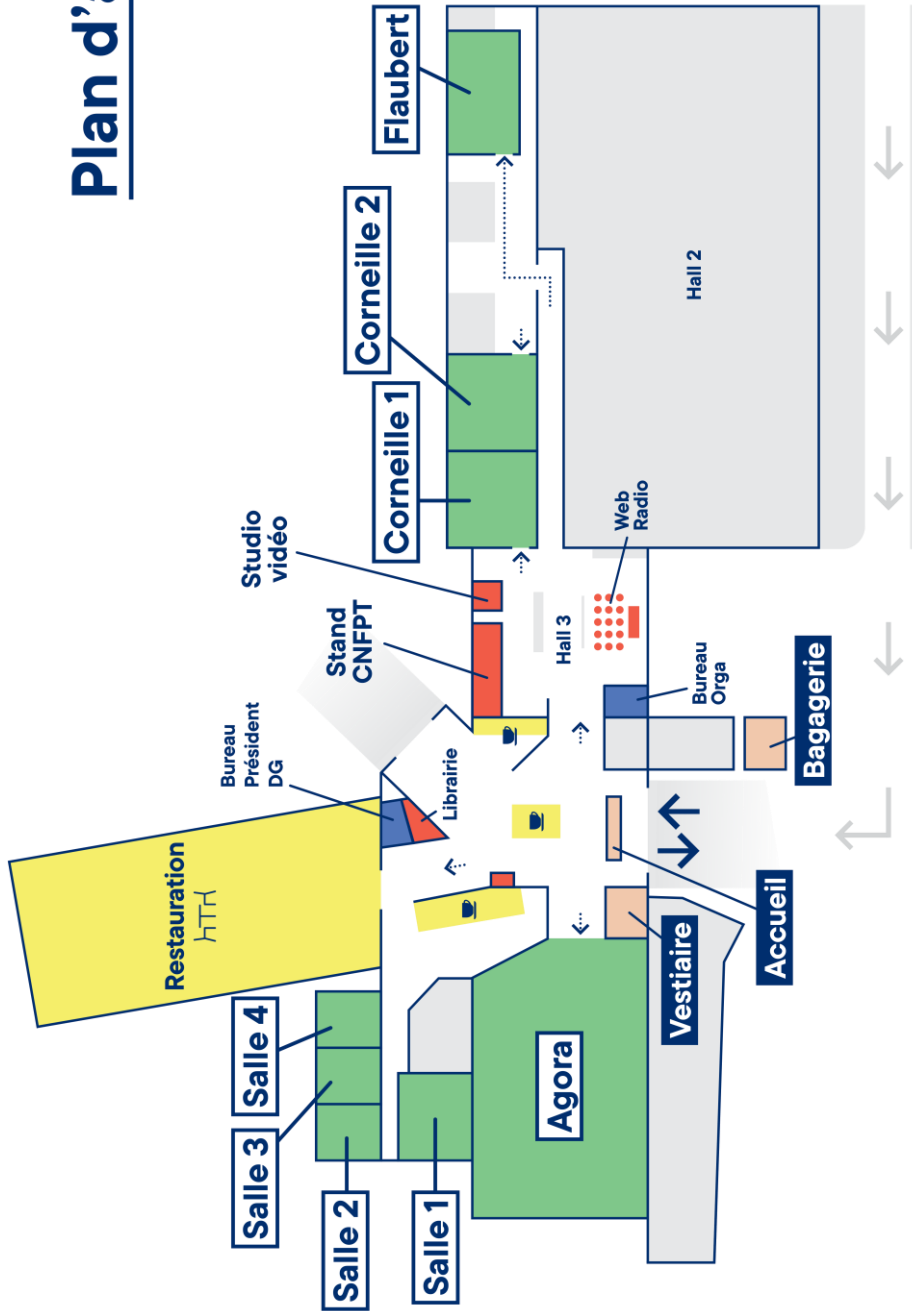 Plan d'a
Restauration
Bureau
Président
DG
Librairie
Stand
CNFPT
Studio
vidéo
Corneille 1
Corneille 2
Flaubert
Salle 4
Salle 3
Salle 2
Salle 1
Agora
Vestiaire
Accueil
Bagagerie
Bureau
Orga
Hall 3
Web
Radio
Hall 2